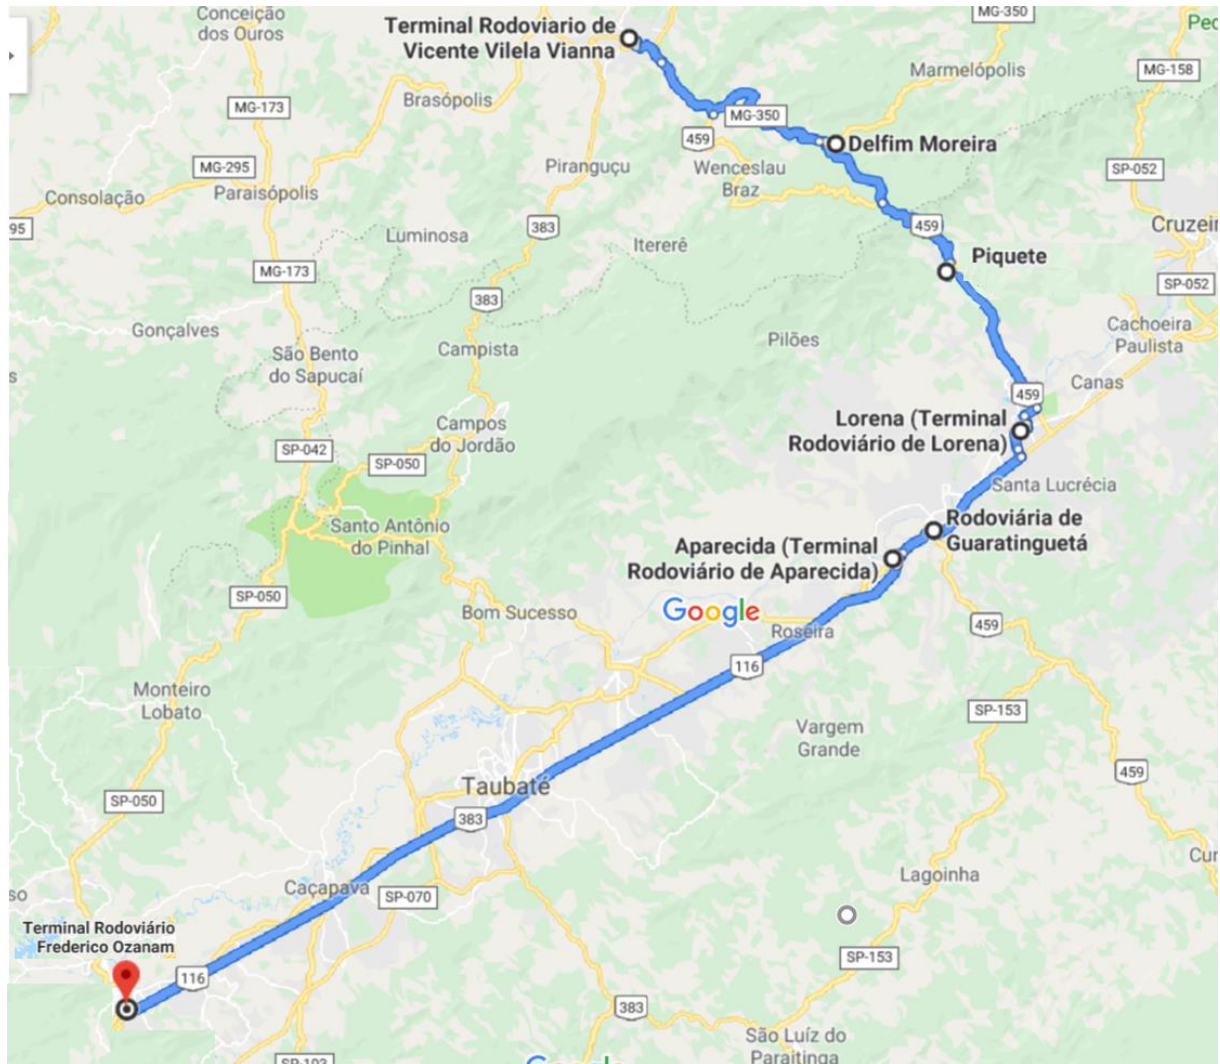 Conceição
dos Ouros
Terminal Rodoviario de
Vicente Vilela Vianna
MG-350
MG-158
Marmelópolis
Brasópolis
MG-173
MG-350
459
Delfim Moreira
Piranguçu
Wenceslau
Braz
MG-295
Paraisópolis
Consolação
SP-052
95
383
Luminosa
Itererê
459
Piquete
MG-173
SP-052
383
Gonçalves
Campista
Pilões
Cachoeira
Paulista
São Bento
do Sapucaí
s
Canas
459
Lorena (Terminal
Rodoviário de Lorena)
Campos
do Jordão
SP-042
SP-050
Santa Lucrécia
Santo Antônio
do Pinhal
Rodoviária de
Guaratinguetá
Aparecida (Terminal
Rodoviário de Aparecida)
SP-050
Bom Sucesso
Google
Roseira
459
116
Monteiro
Lobato
SP-153
Vargem
Grande
459
Taubaté
SP-050
383
Lagoinha
Caçapava
SP-070
so
Terminal Rodoviário
Frederico Ozanam
116
SP-153
383
São Luíz do
Paraitinga